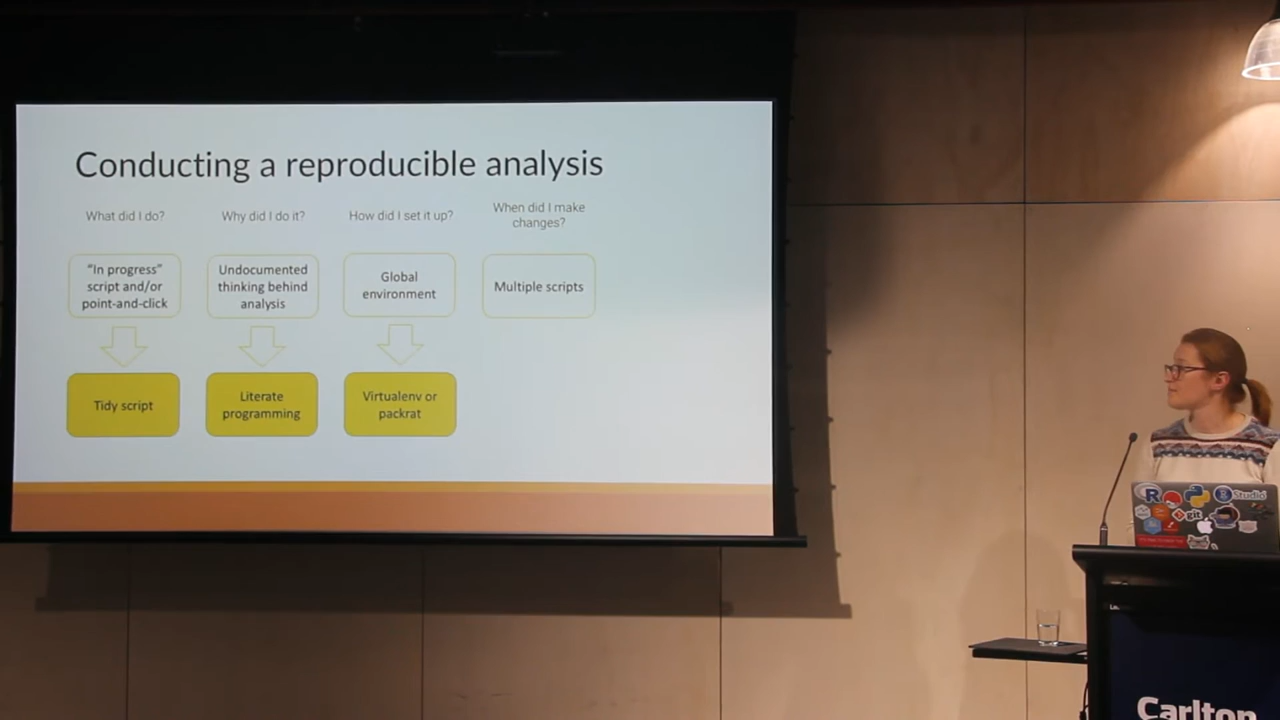 Conducting a reproducible analysis
What did I do?
Why did I do it?
How did I set it up?
When did I make
changes?
"In progress"
script and/or
point-and-click
Undocumented
thinking behind
analysis
Global
environment
Multiple scripts
Tidy script
Literate
programming
Virtualenv or
packrat
R
Studio
git
Carlton